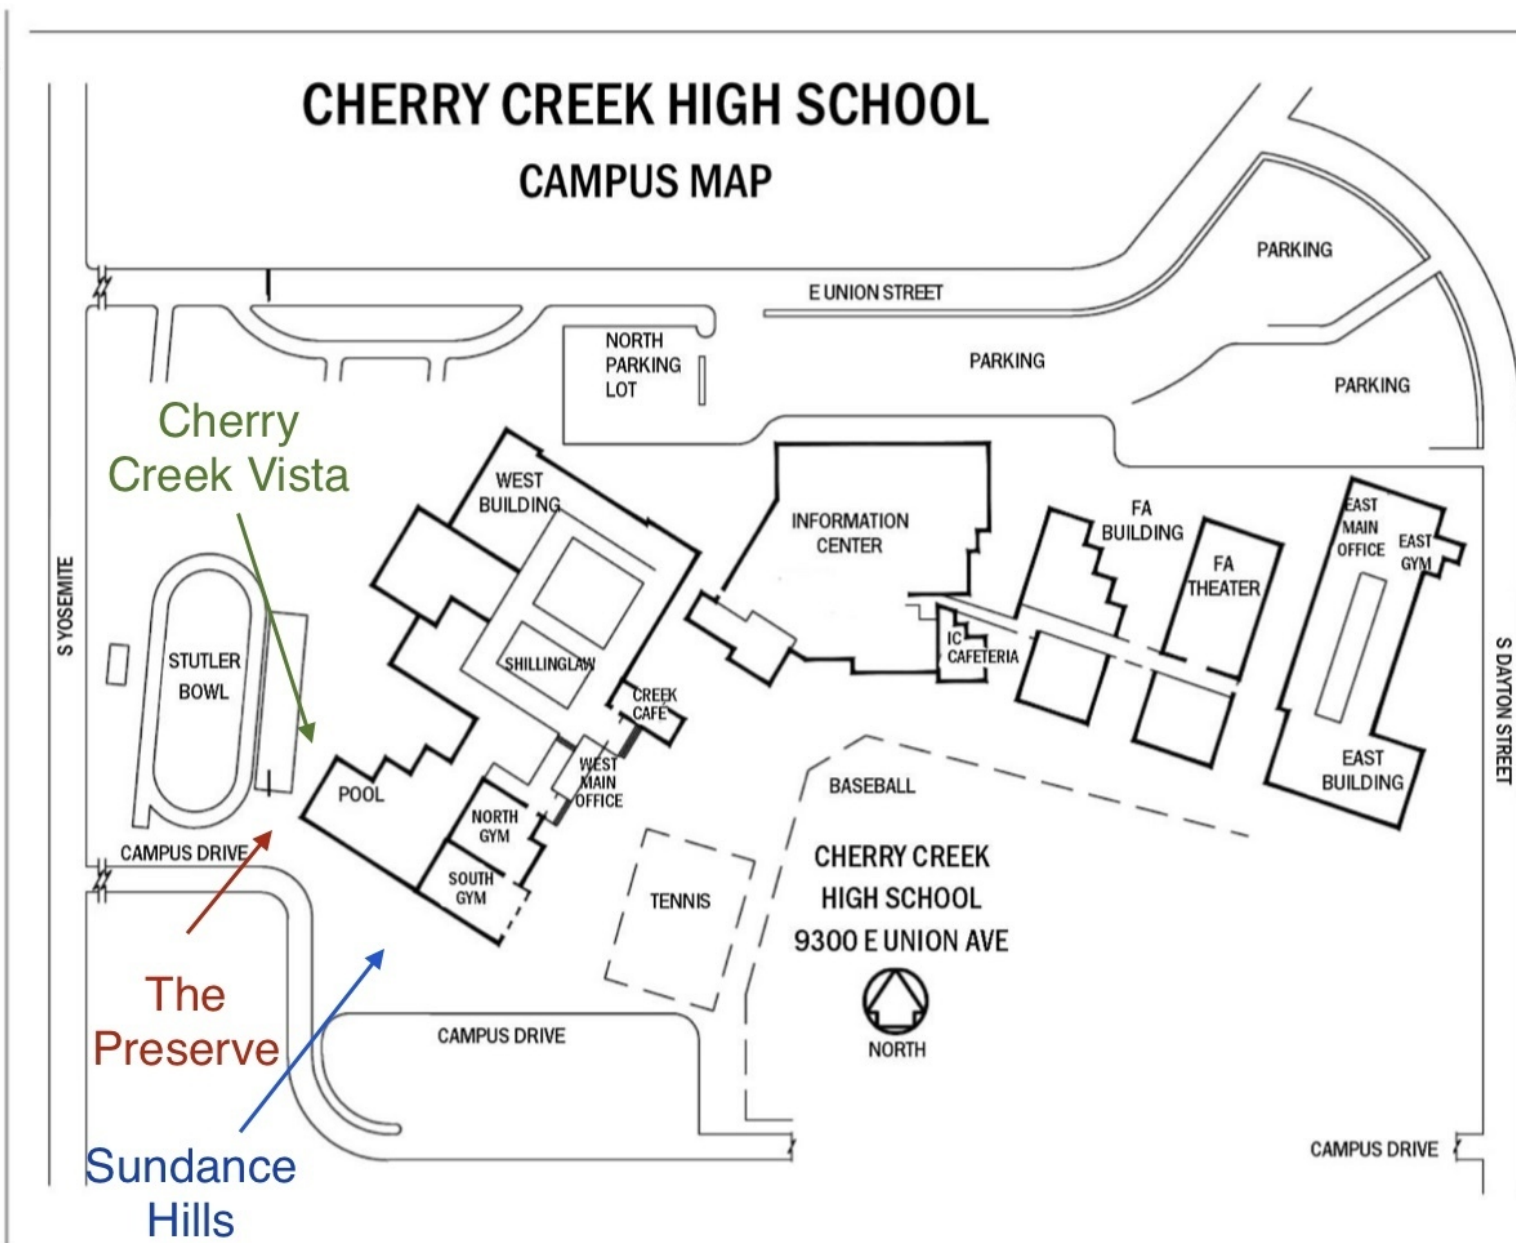 CHERRY CREEK HIGH SCHOOL
CAMPUS MAP
PARKING
E UNION STREET
NORTH
PARKING
LOT
PARKING
PARKING
Cherry
Creek Vista
WEST
BUILDING
INFORMATION
CENTER
FA
BUILDING
FA
THEATER
EAST
MAIN
OFFICE
EAST
GYM
S YOSEMITE
STUTLER
BOWL
SHILLINGLAW
IC
CAFETERIA
CREEK
CAFE
S DAYTON STREET
WEST
MAIN
OFFICE
POOL
NORTH
GYM
BASEBALL
EAST
BUILDING
CAMPUS DRIVE
SOUTH
GYM
TENNIS
CHERRY CREEK
HIGH SCHOOL
9300 E UNION AVE
NORTH
The
Preserve
CAMPUS DRIVE
CAMPUS DRIVE
Sundance
Hills